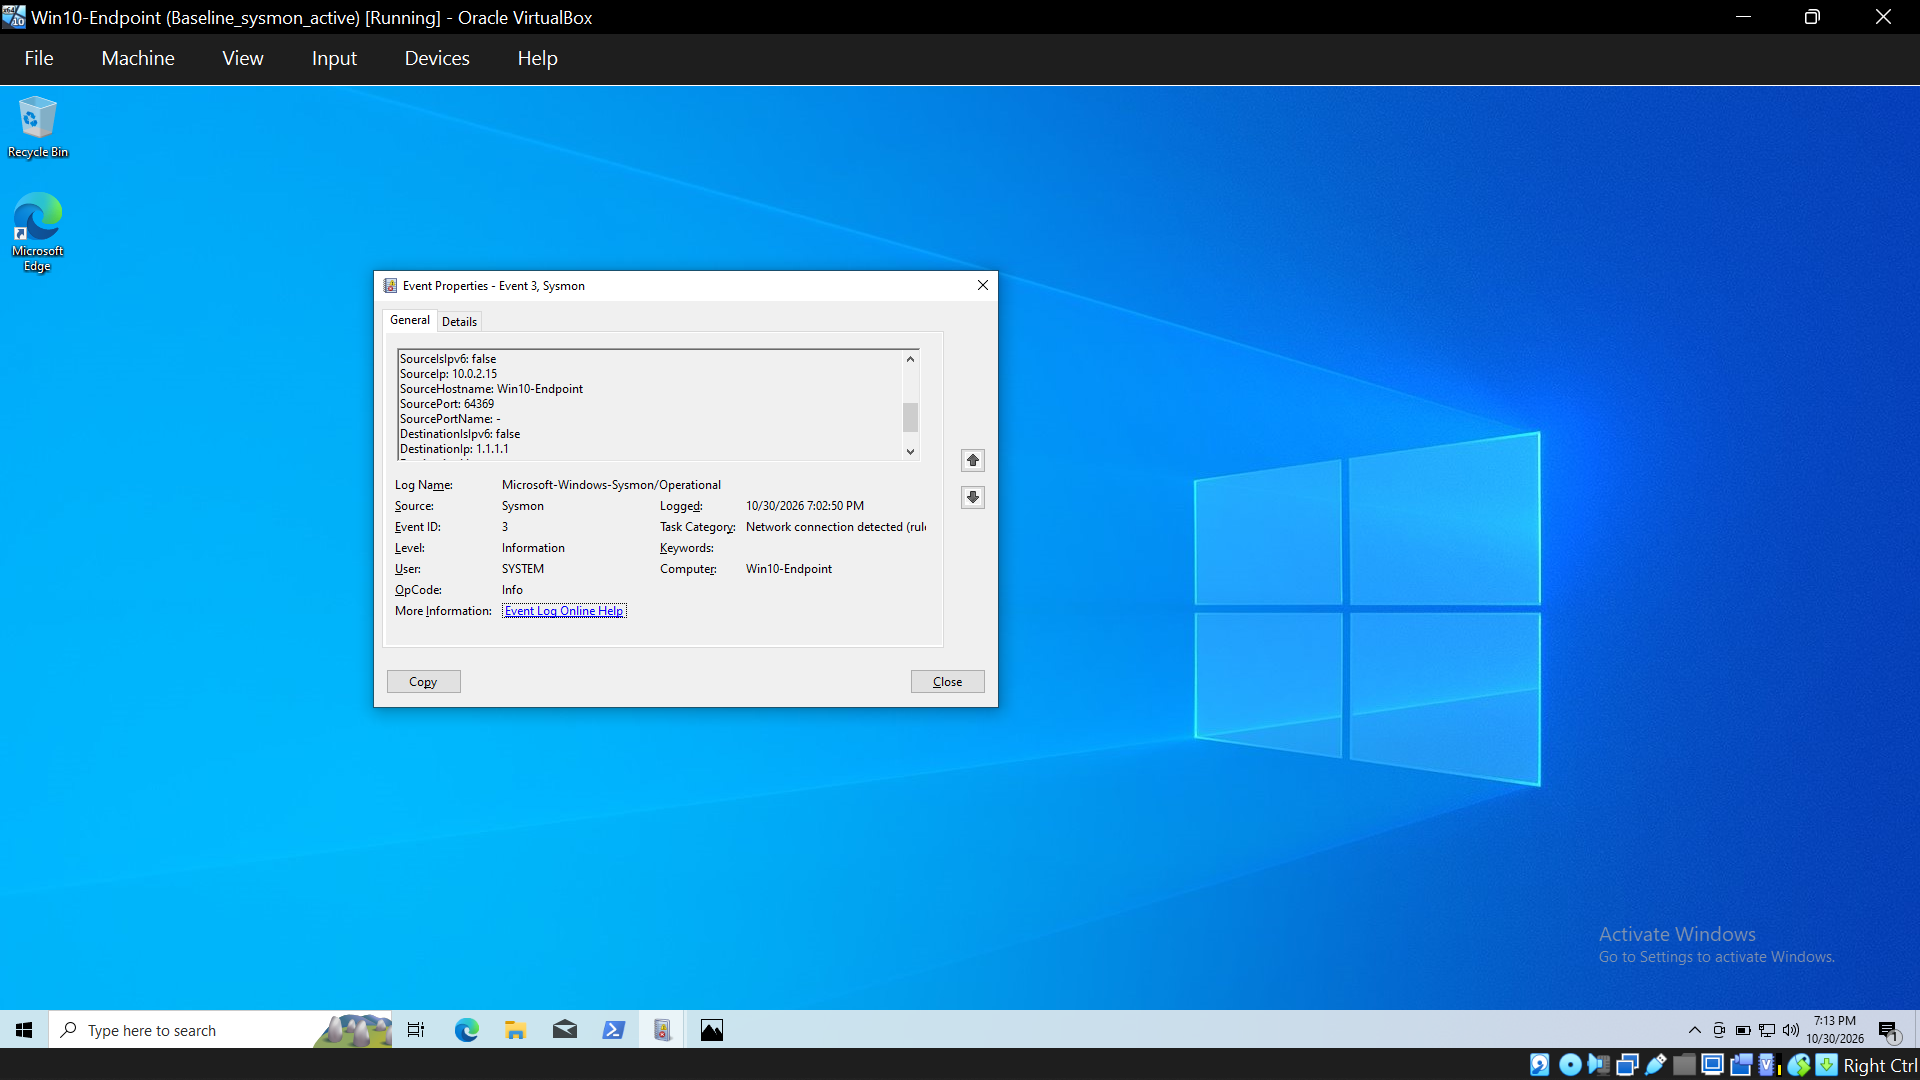 Win10-Endpoint (Baseline_sysmon_active) [Running] - Oracle VirtualBox
File Machine View Input Devices Help
Recycle Bin
Microsoft
Edge
Event Properties - Event 3, Sysmon
General Details
SourceIsIpv6: false
SourceIp: 10.0.2.15
SourceHostname: Win10-Endpoint
SourcePort: 64369
SourcePortName: -
DestinationIsIpv6: false
DestinationIp: 1.1.1.1
Log Name: Microsoft-Windows-Sysmon/Operational
Source: Sysmon Logged: 10/30/2026 7:02:50 PM
Event ID: 3 Task Category: Network connection detected (rul
Level: Information Keywords:
User: SYSTEM Computer: Win10-Endpoint
OpCode: Info
More Information: Event Log Online Help
Copy Close
Activate Windows
Go to Settings to activate Windows.
Type here to search
7:13 PM
10/30/2026
1
Right Ctrl